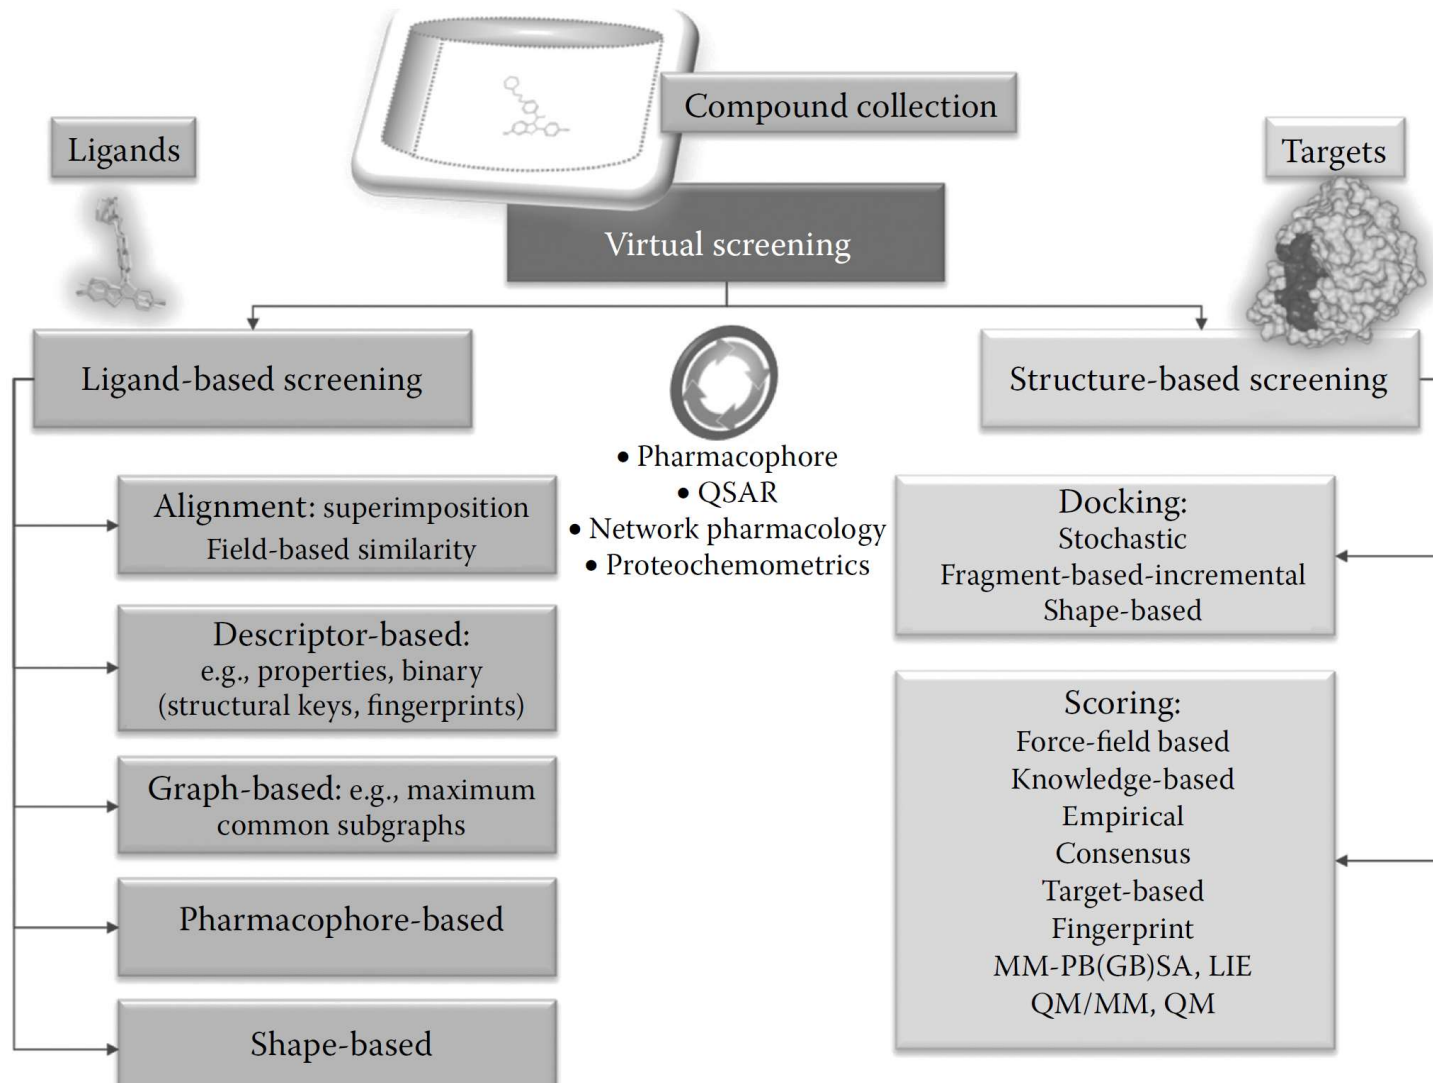 Compound collection
Ligands
Targets
Virtual screening
Ligand-based screening
Structure-based screening
• Pharmacophore
• QSAR
• Network pharmacology
• Proteochemometrics
Alignment: superimposition
Field-based similarity
Descriptor-based:
e.g., properties, binary
(structural keys, fingerprints)
Graph-based: e.g., maximum
common subgraphs
Pharmacophore-based
Shape-based
Docking:
Stochastic
Fragment-based-incremental
Shape-based
Scoring:
Force-field based
Knowledge-based
Empirical
Consensus
Target-based
Fingerprint
MM-PB(GB)SA, LIE
QM/MM, QM